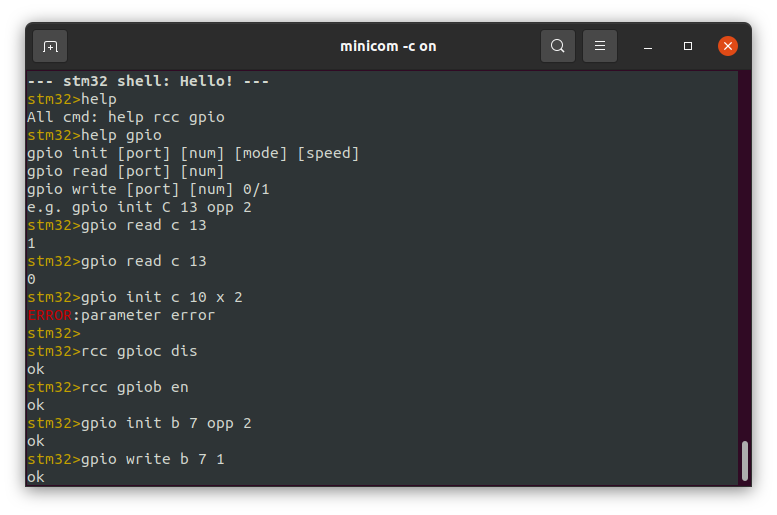 minicom -c on
--- stm32 shell: Hello! ---
stm32>help
All cmd: help rcc gpio
stm32>help gpio
gpio init [port] [num] [mode] [speed]
gpio read [port] [num]
gpio write [port] [num] 0/1
e.g. gpio init C 13 opp 2
stm32>gpio read c 13
1
stm32>gpio read c 13
0
stm32>gpio init c 10 x 2
ERROR:parameter error
stm32>
stm32>rcc gpioc dis
ok
stm32>rcc gpiob en
ok
stm32>gpio init b 7 opp 2
ok
stm32>gpio write b 7 1
ok